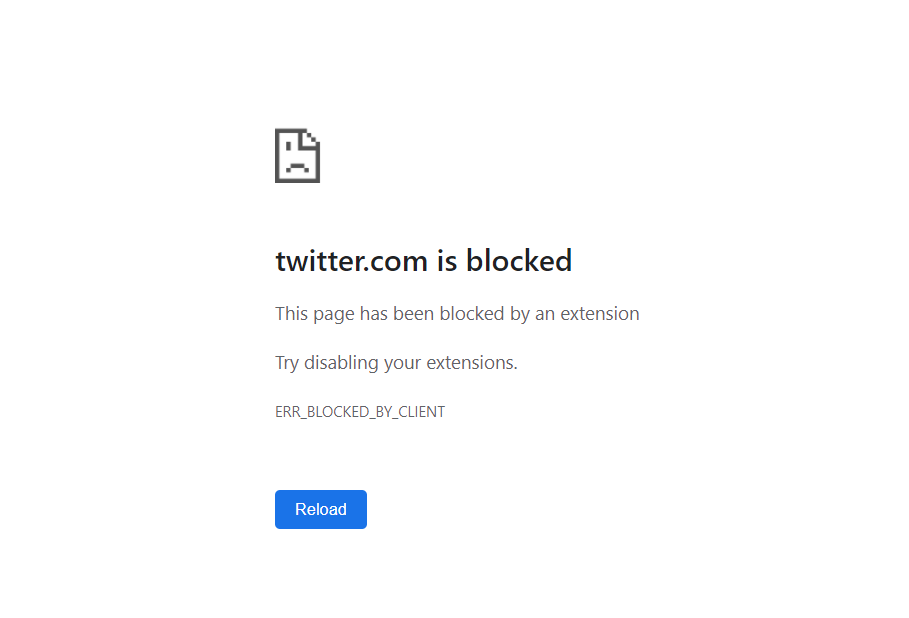 twitter.com is blocked
This page has been blocked by an extension
Try disabling your extensions.
ERR_BLOCKED_BY_CLIENT
Reload